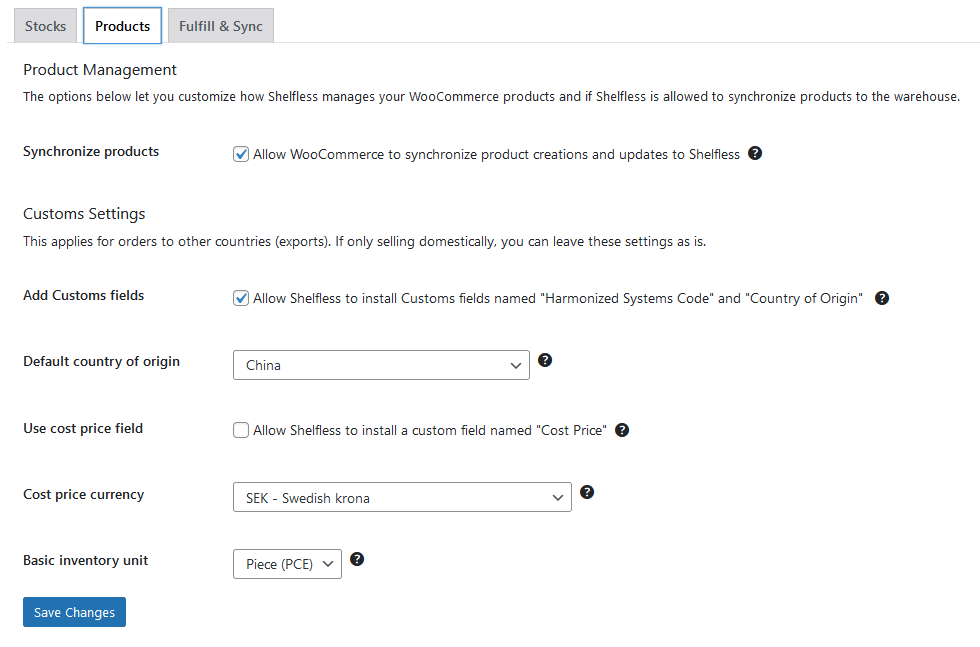 Stocks Products Fulfill & Sync
Product Management
The options below let you customize how Shelfless manages your WooCommerce products and if Shelfless is allowed to synchronize products to the warehouse.
Synchronize products Allow WooCommerce to synchronize product creations and updates to Shelfless ?
Customs Settings
This applies for orders to other countries (exports). If only selling domestically, you can leave these settings as is.
Add Customs fields Allow Shelfless to install Customs fields named "Harmonized Systems Code" and "Country of Origin" ?
Default country of origin China ?
Use cost price field Allow Shelfless to install a custom field named "Cost Price" ?
Cost price currency SEK - Swedish krona ?
Basic inventory unit Piece (PCE) ?
Save Changes